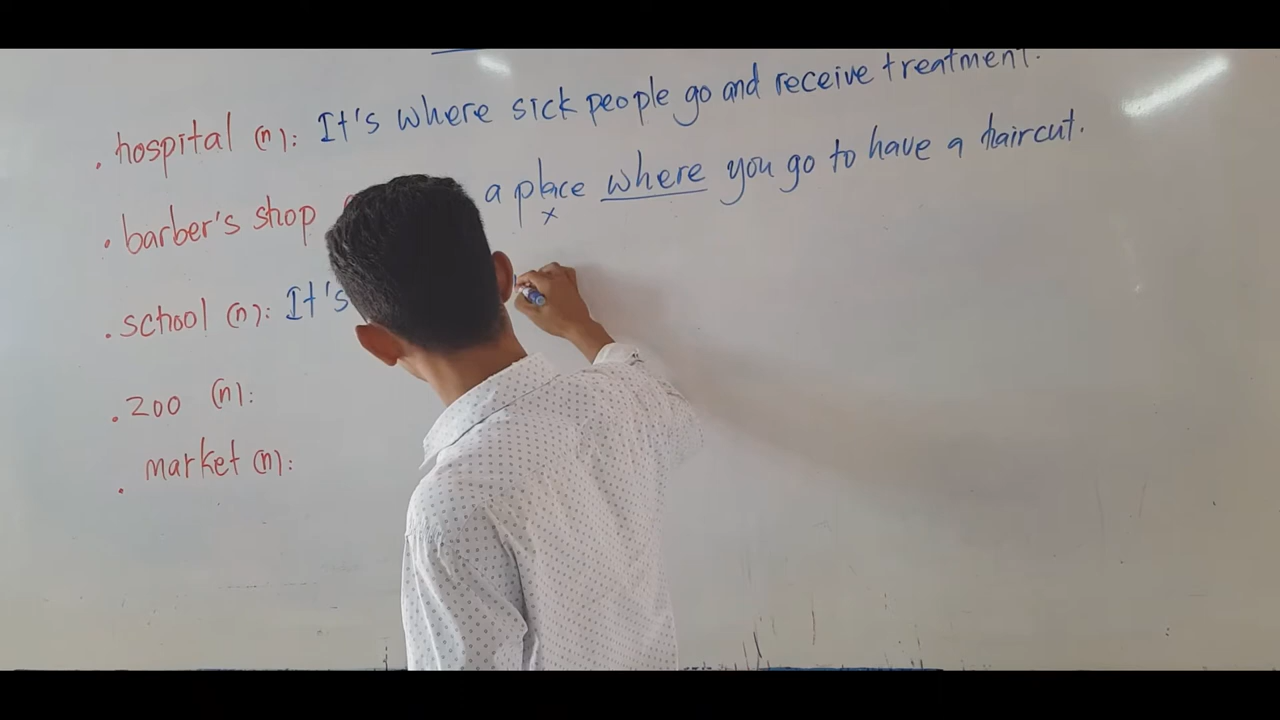 . hospital (n): It's where sick people go and receive treatment.
. barber's shop ( a place where you go to have a haircut.
x
. school (n): It's
. zoo (n):
. market (n):